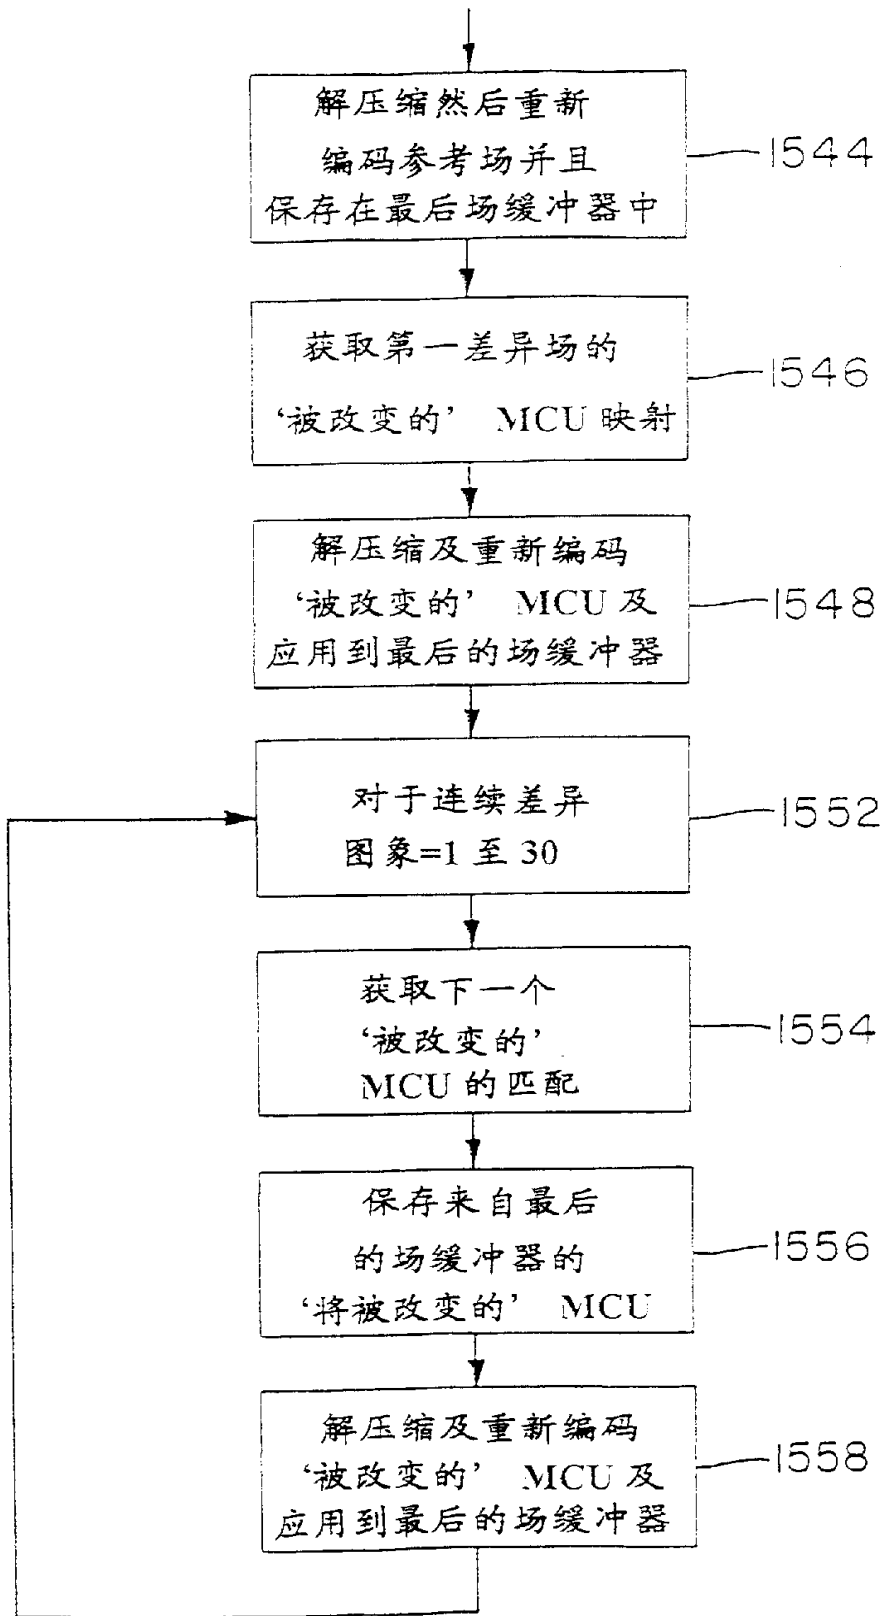 解压缩然后重新
编码参考场并且
保存在最后场缓冲器中
1544
获取第一差异场的
‘被改变的’ MCU 映射
1546
解压缩及重新编码
‘被改变的’ MCU 及
应用到最后的场缓冲器
1548
对于连续差异
图象=1 至 30
1552
获取下一个
‘被改变的’
MCU 的匹配
1554
保存来自最后
的场缓冲器的
‘将被改变的’ MCU
1556
解压缩及重新编码
‘被改变的’ MCU 及
应用到最后的场缓冲器
1558